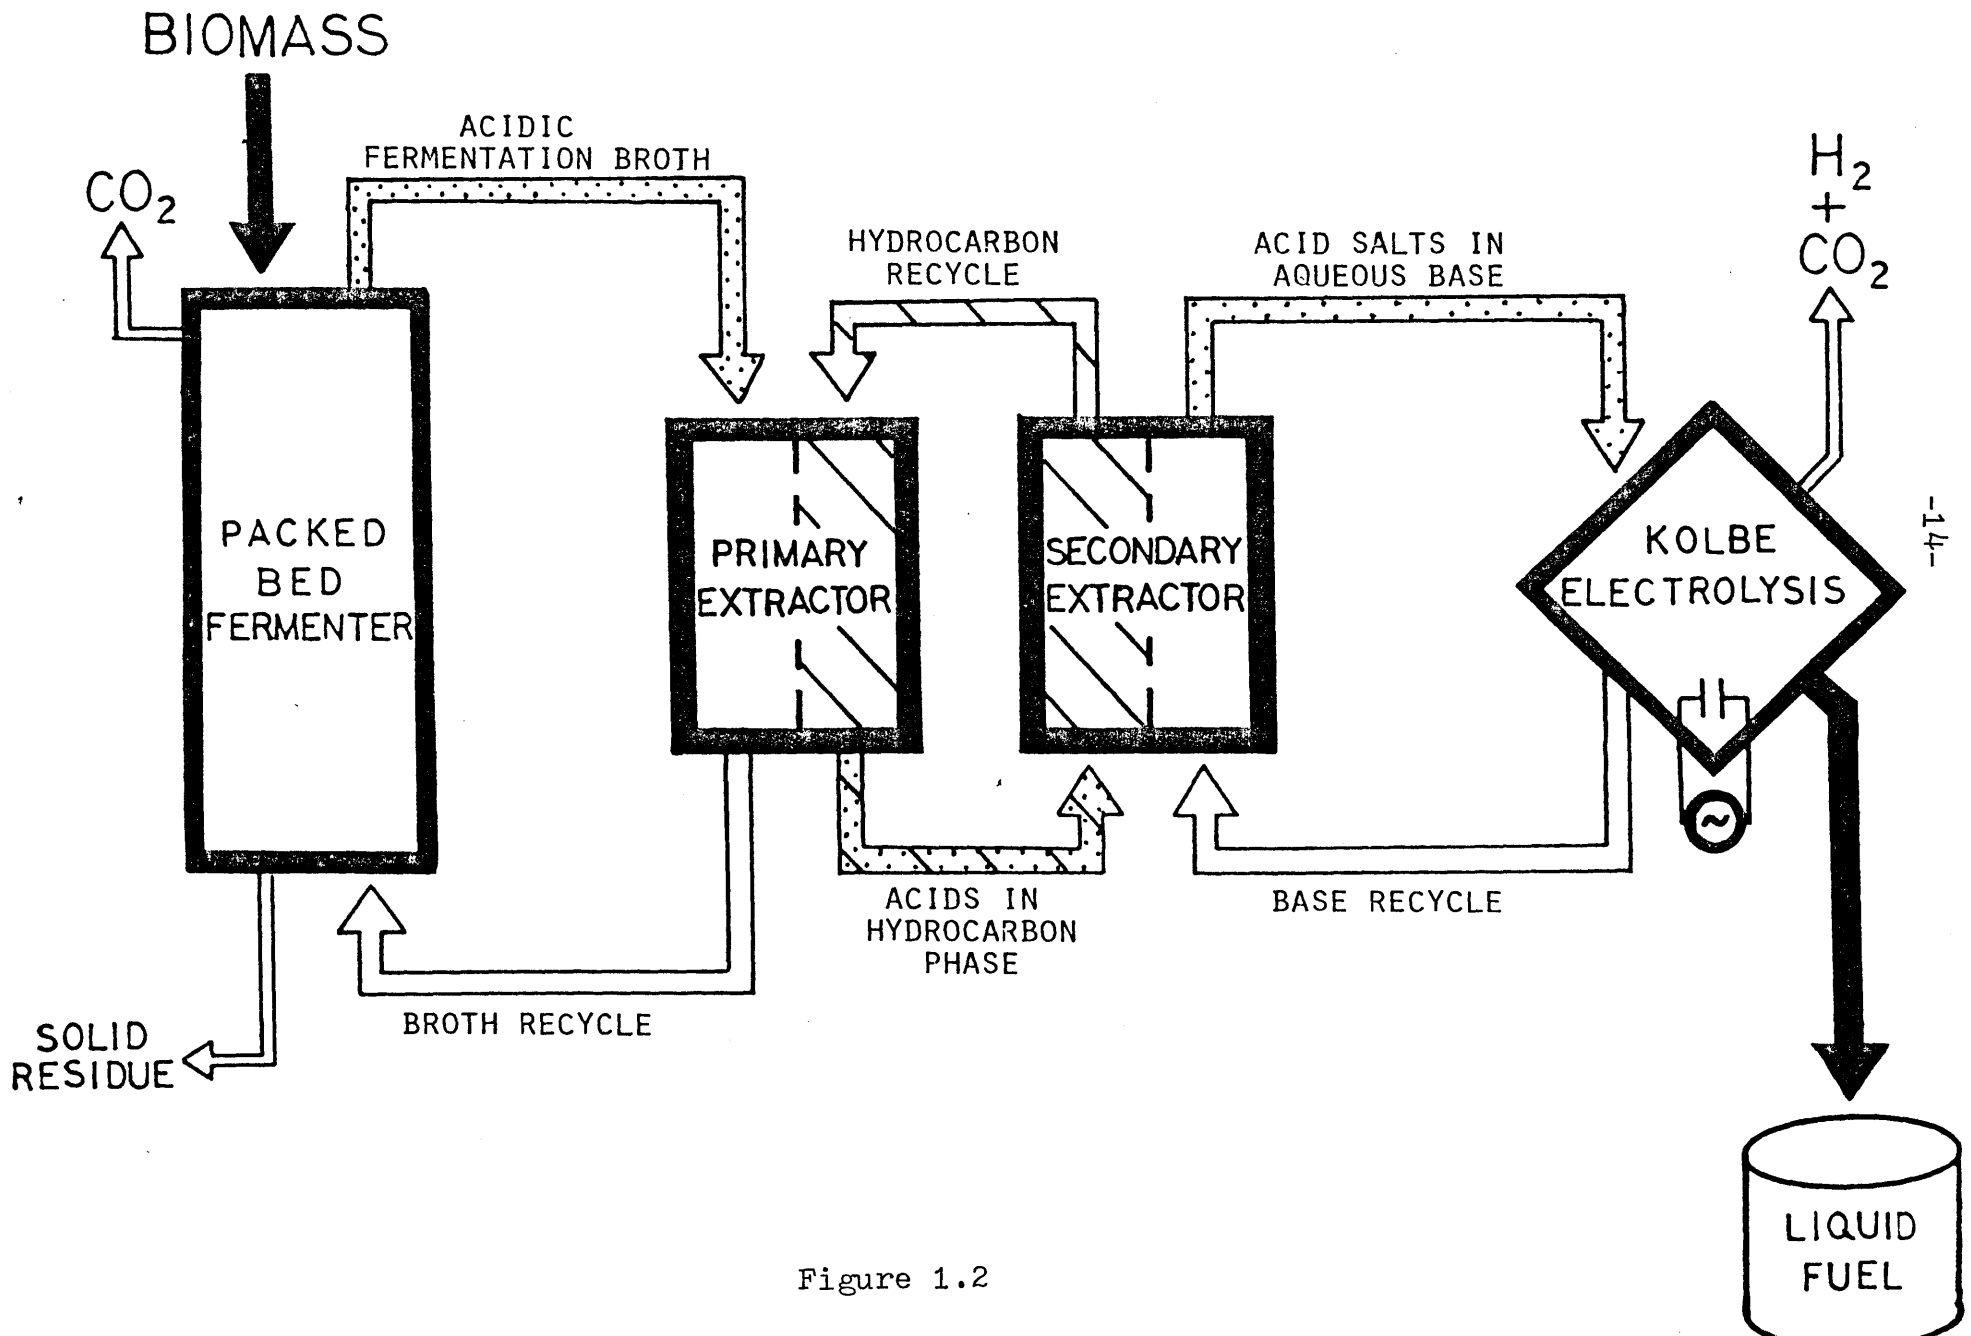 BIOMASS
ACIDIC
FERMENTATION BROTH
CO2
HYDROCARBON
RECYCLE
ACID SALTS IN
AQUEOUS BASE
H2
+
CO2
PACKED
BED
FERMENTER
PRIMARY
EXTRACTOR
SECONDARY
EXTRACTOR
KOLBE
ELECTROLYSIS
-14-
~
ACIDS IN
HYDROCARBON
PHASE
BASE RECYCLE
BROTH RECYCLE
SOLID
RESIDUE
LIQUID
FUEL
Figure 1.2